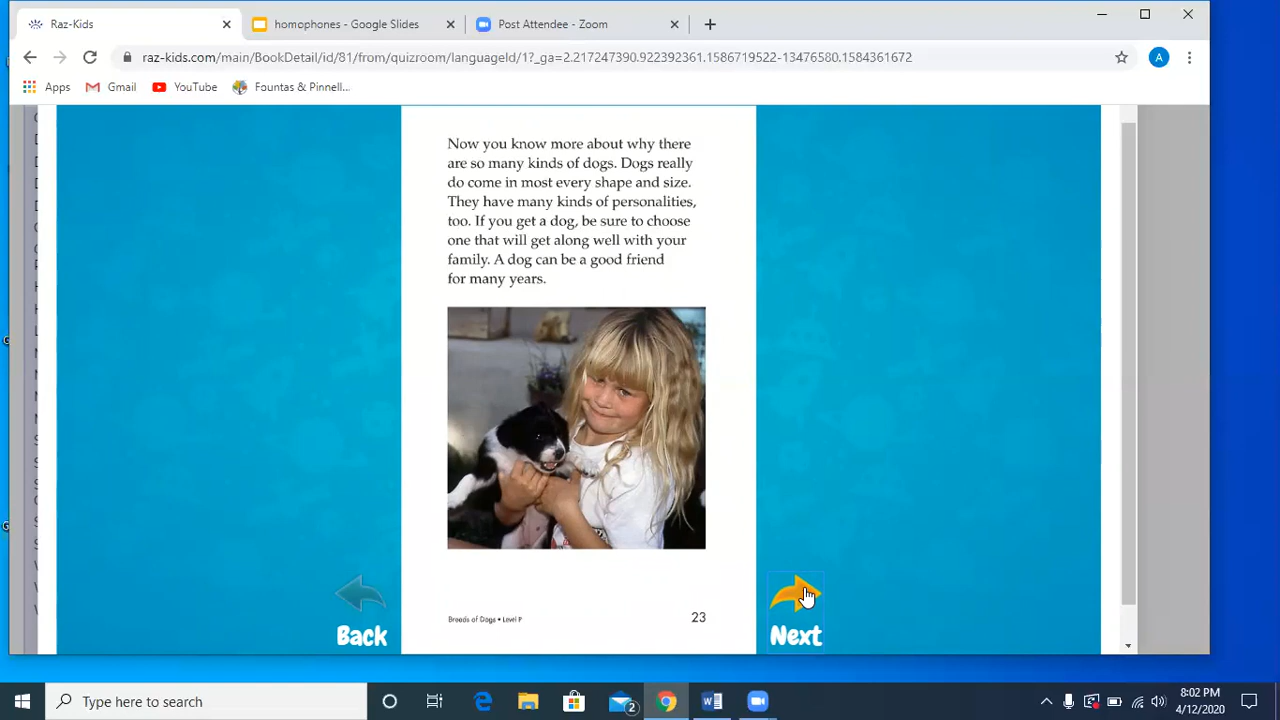 Raz-Kids
homophones - Google Slides
Post Attendee - Zoom
raz-kids.com/main/BookDetail/id/81/from/quizroom/languageId/1?_ga=2.217247390.922392361.1586719522-13476580.1584361672
A
Apps
Gmail
YouTube
Fountas & Pinnell...
Now you know more about why there
are so many kinds of dogs. Dogs really
do come in most every shape and size.
They have many kinds of personalities,
too. If you get a dog, be sure to choose
one that will get along well with your
family. A dog can be a good friend
for many years.
Back
Next
Breeds of Dogs • Level P
23
Type here to search
2
8:02 PM
4/12/2020